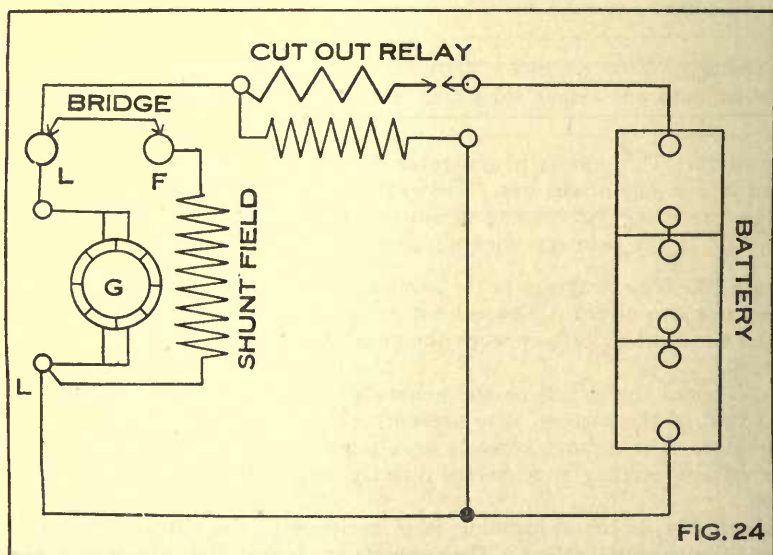 CUT OUT RELAY
BRIDGE
L
F
G
SHUNT FIELD
BATTERY
L
FIG. 24